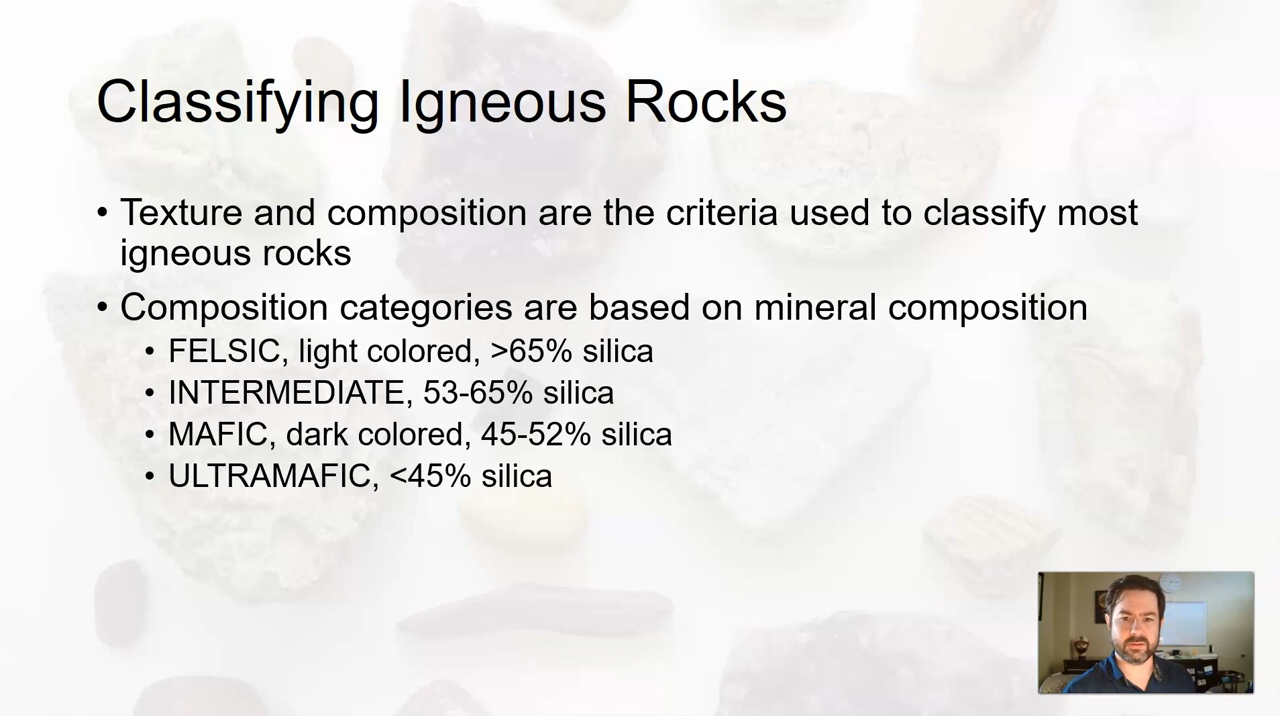 Classifying Igneous Rocks
• Texture and composition are the criteria used to classify most
igneous rocks
• Composition categories are based on mineral composition
• FELSIC, light colored, >65% silica
• INTERMEDIATE, 53-65% silica
• MAFIC, dark colored, 45-52% silica
• ULTRAMAFIC, <45% silica